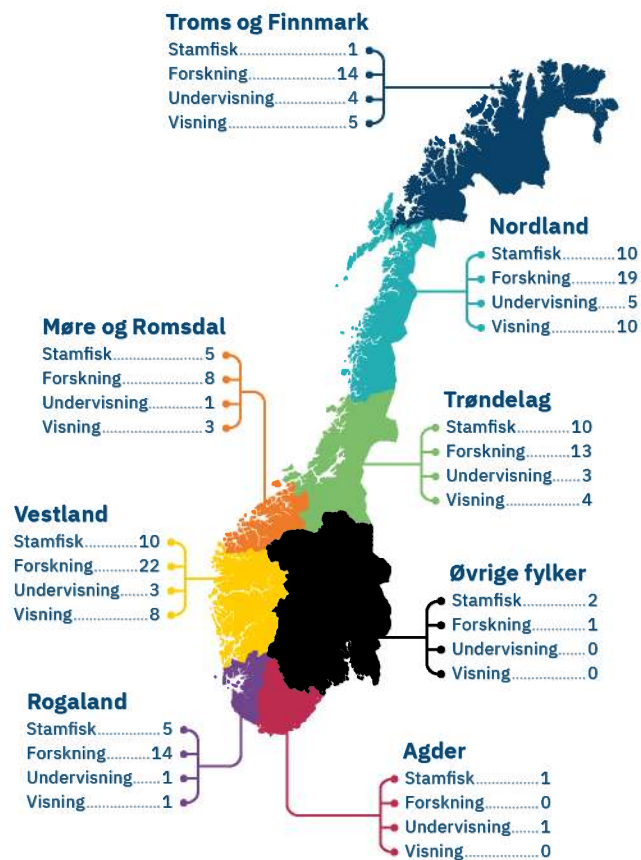 Troms og Finnmark
Stamfisk 1
Forskning 14
Undervisning 4
Visning 5
Nordland
Stamfisk 10
Forskning 19
Undervisning 5
Visning 10
Møre og Romsdal
Stamfisk 5
Forskning 8
Undervisning 1
Visning 3
Trøndelag
Stamfisk 10
Forskning 13
Undervisning 3
Visning 4
Vestland
Stamfisk 10
Forskning 22
Undervisning 3
Visning 8
Øvrige fylker
Stamfisk 2
Forskning 1
Undervisning 0
Visning 0
Rogaland
Stamfisk 5
Forskning 14
Undervisning 1
Visning 1
Agder
Stamfisk 1
Forskning 0
Undervisning 1
Visning 0